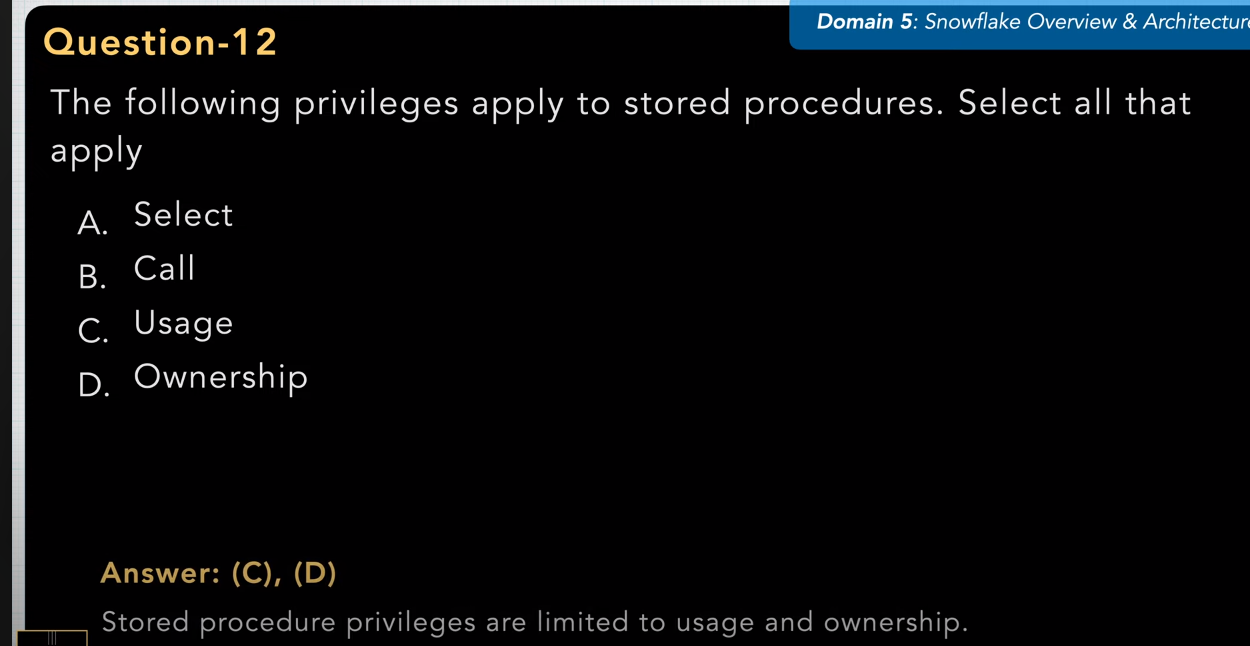 Domain 5: Snowflake Overview & Architecture
Question-12
The following privileges apply to stored procedures. Select all that
apply
A. Select
B. Call
C. Usage
D. Ownership
Answer: (C), (D)
Stored procedure privileges are limited to usage and ownership.